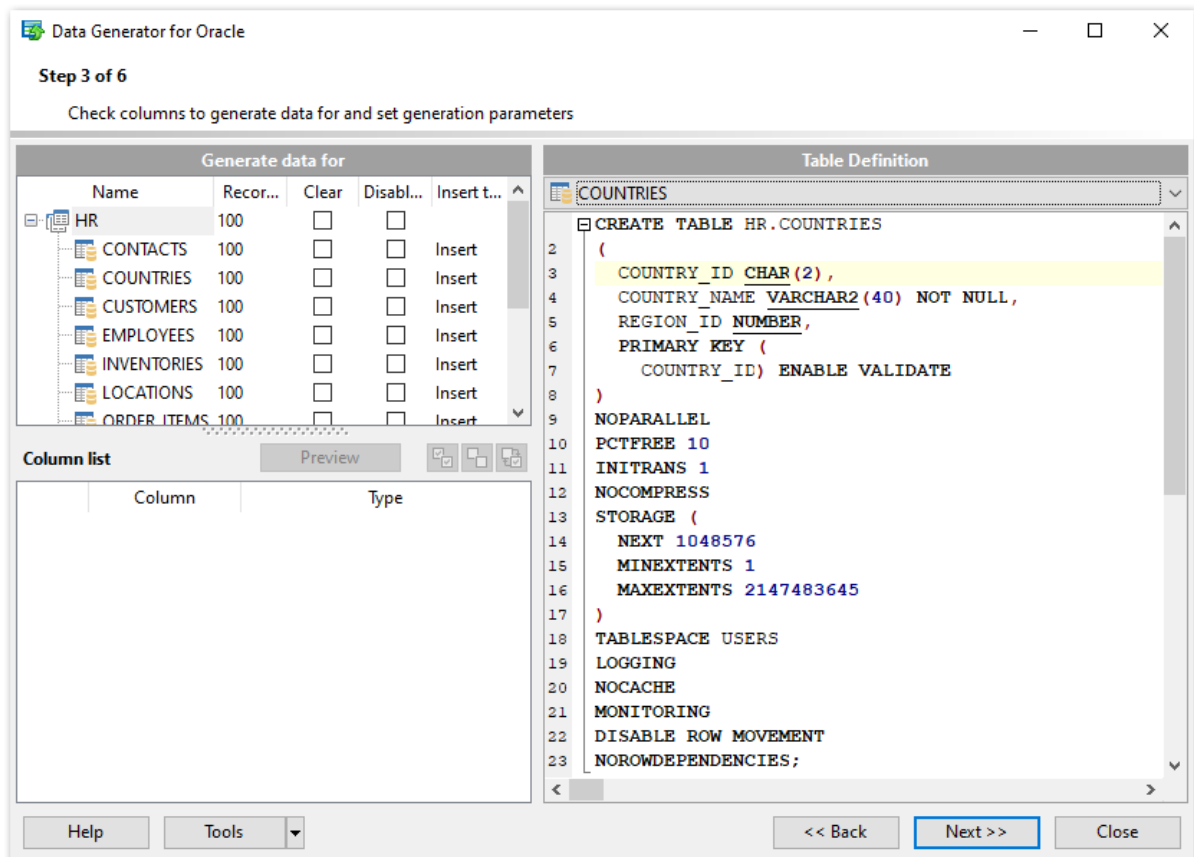 Data Generator for Oracle
Step 3 of 6
Check columns to generate data for and set generation parameters
Generate data for
Name Recor... Clear Disabl... Insert t...
HR 100
CONTACTS 100 Insert
COUNTRIES 100 Insert
CUSTOMERS 100 Insert
EMPLOYEES 100 Insert
INVENTORIES 100 Insert
LOCATIONS 100 Insert
ORDER ITEMS 100 Insert
Column list Preview
Column Type
Table Definition
COUNTRIES
CREATE TABLE HR.COUNTRIES
2 (
3 COUNTRY_ID CHAR(2),
4 COUNTRY_NAME VARCHAR2(40) NOT NULL,
5 REGION_ID NUMBER,
6 PRIMARY KEY (
7 COUNTRY_ID) ENABLE VALIDATE
8 )
9 NOPARALLEL
10 PCTFREE 10
11 INITRANS 1
12 NOCOMPRESS
13 STORAGE (
14 NEXT 1048576
15 MINEXTENTS 1
16 MAXEXTENTS 2147483645
17 )
18 TABLESPACE USERS
19 LOGGING
20 NOCACHE
21 MONITORING
22 DISABLE ROW MOVEMENT
23 NOROWDEPENDENCIES;
Help Tools << Back Next >> Close